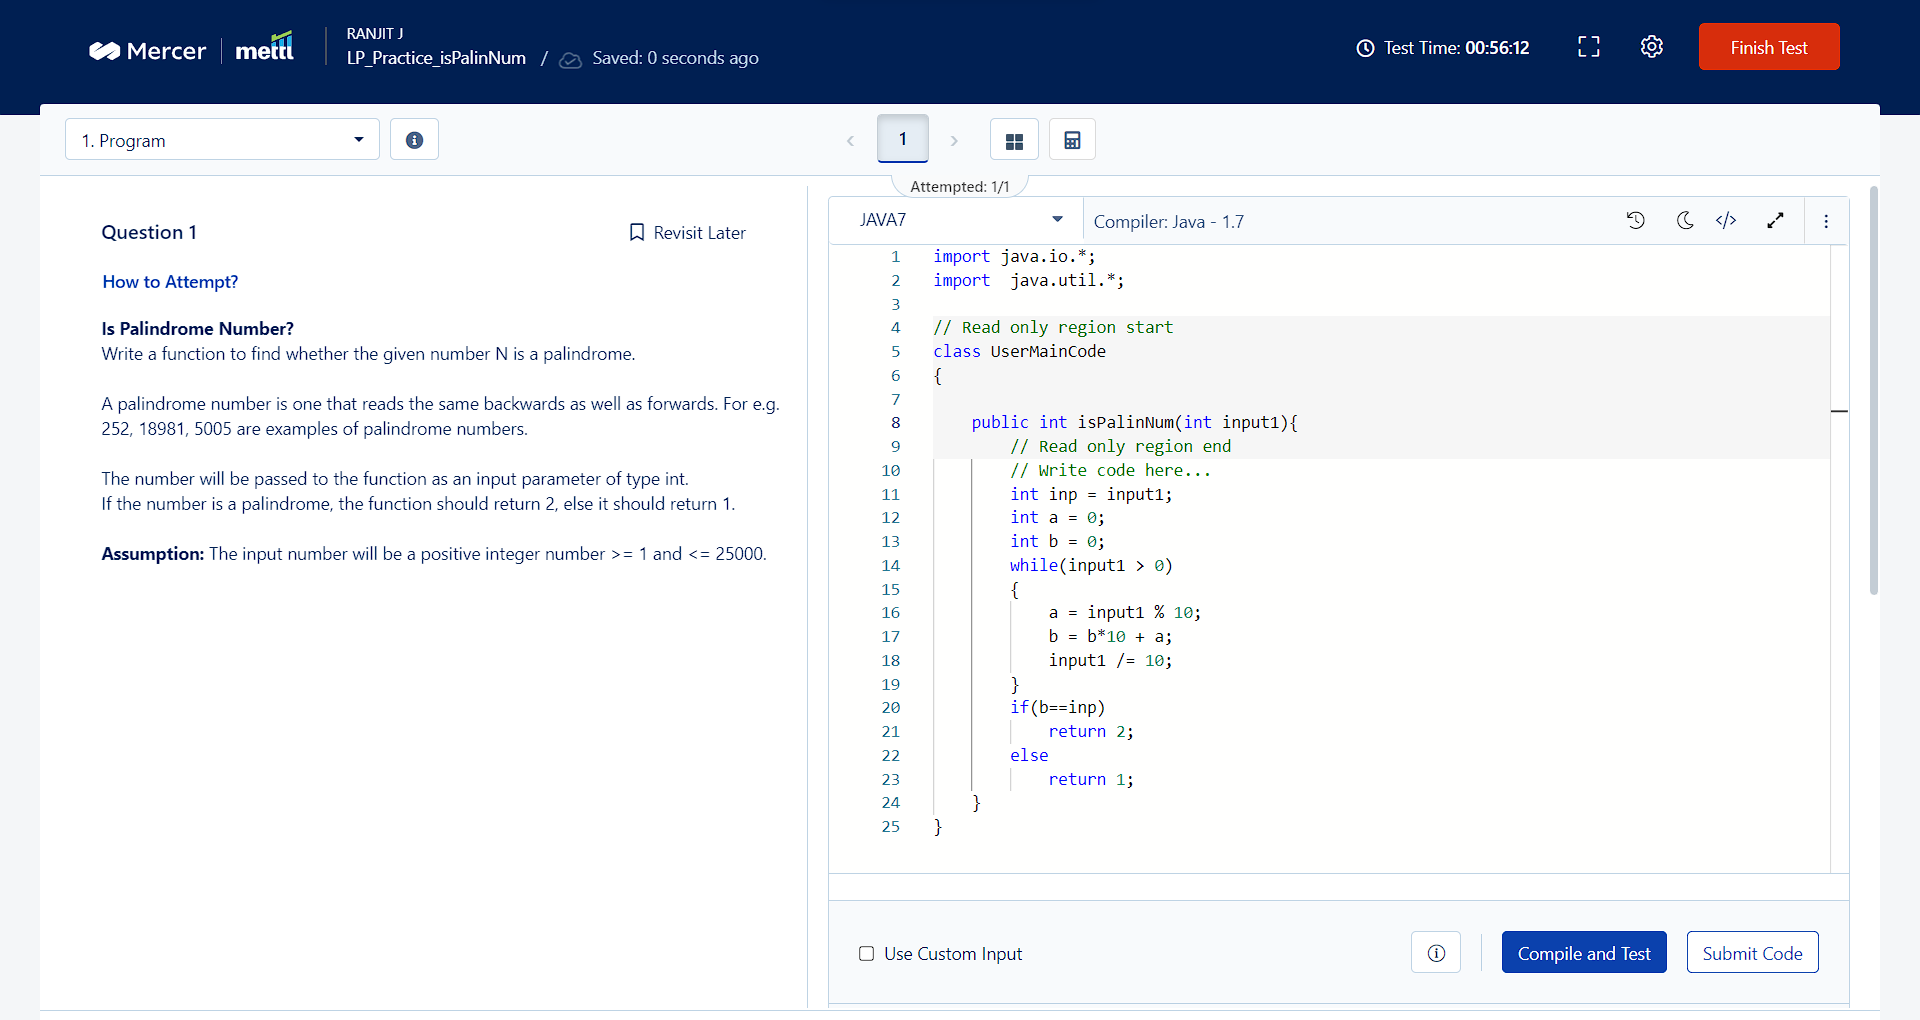 Mercer | mettl
RANJIT J
LP_Practice_isPalinNum / Saved: 0 seconds ago
Test Time: 00:56:12
Finish Test
1. Program
1
Attempted: 1/1
Question 1
Revisit Later
How to Attempt?
Is Palindrome Number?
Write a function to find whether the given number N is a palindrome.
A palindrome number is one that reads the same backwards as well as forwards. For e.g.
252, 18981, 5005 are examples of palindrome numbers.
The number will be passed to the function as an input parameter of type int.
If the number is a palindrome, the function should return 2, else it should return 1.
Assumption: The input number will be a positive integer number >= 1 and <= 25000.
JAVA7
Compiler: Java - 1.7
1 import java.io.*;
2 import  java.util.*;
3
4 // Read only region start
5 class UserMainCode
6 {
7
8     public int isPalinNum(int input1){
9         // Read only region end
10         // Write code here...
11         int inp = input1;
12         int a = 0;
13         int b = 0;
14         while(input1 > 0)
15         {
16             a = input1 % 10;
17             b = b*10 + a;
18             input1 /= 10;
19         }
20         if(b==inp)
21             return 2;
22         else
23             return 1;
24     }
25 }
Use Custom Input
Compile and Test
Submit Code